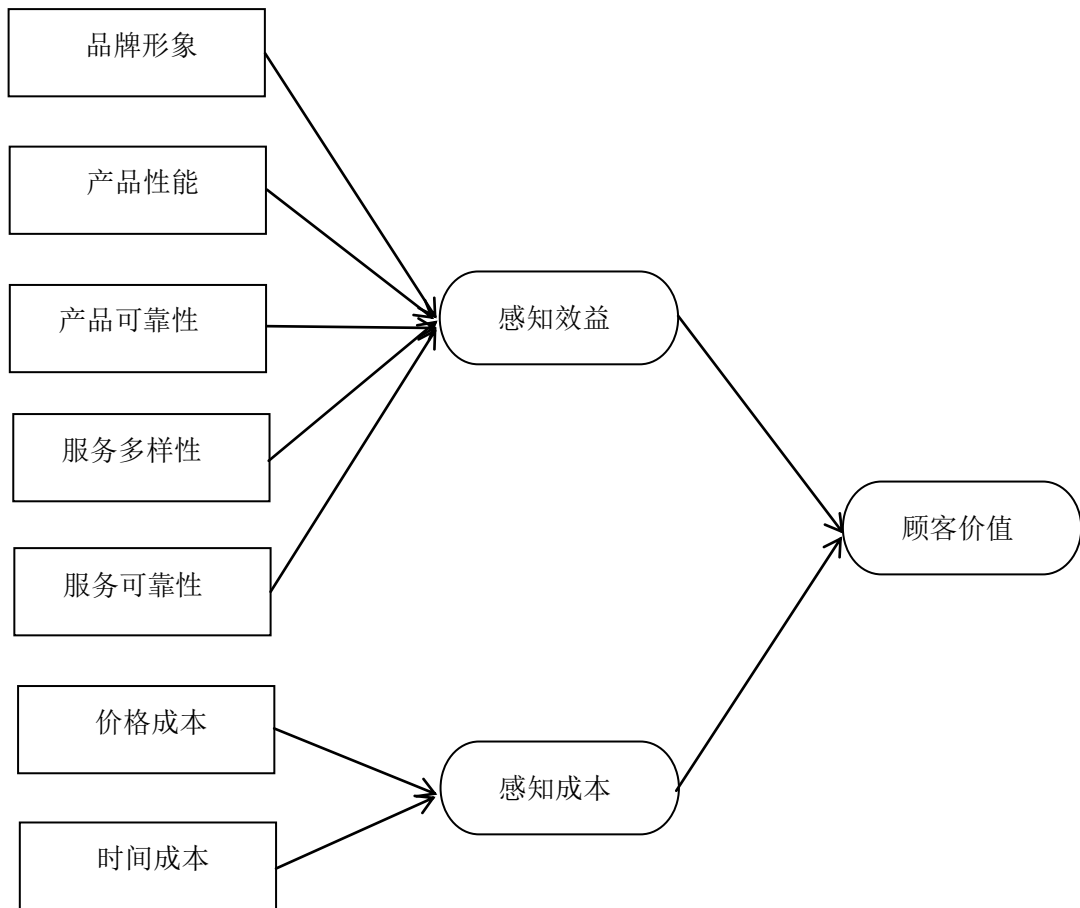 品牌形象
产品性能
产品可靠性
服务多样性
服务可靠性
价格成本
时间成本
感知效益
感知成本
顾客价值